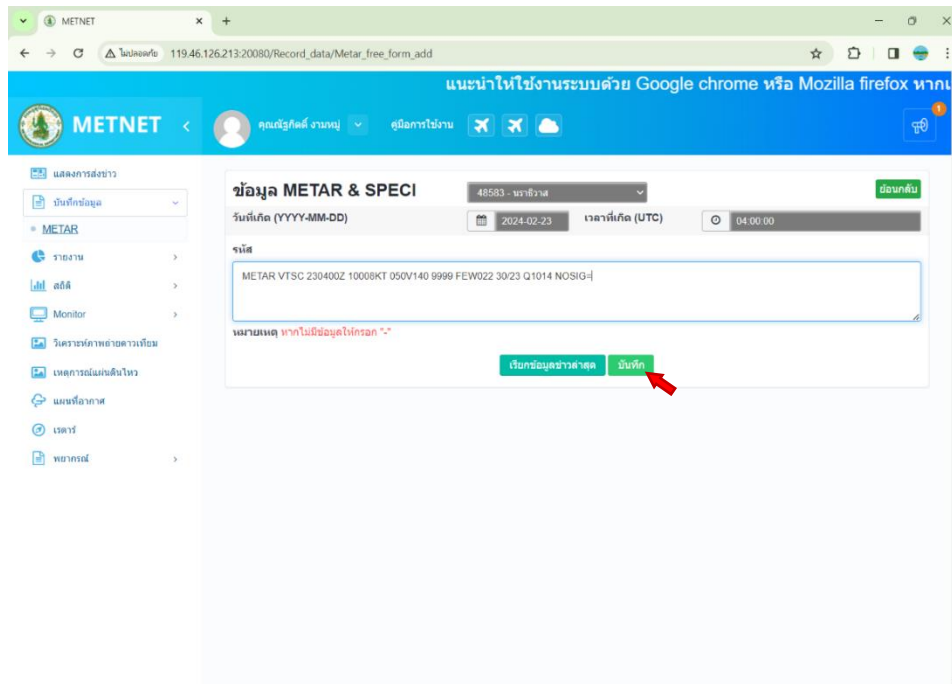 METNET
ไม่ปลอดภัย 119.46.126.213:20080/Record_data/Metar_free_form_add
แนะนำให้ใช้งานระบบด้วย Google chrome หรือ Mozilla firefox หากเ
METNET
คุณณัฐกิตติ์ งามหมู่
คู่มือการใช้งาน
1
แสดงการส่งข่าว
บันทึกข้อมูล
METAR
รายงาน
สถิติ
Monitor
วิเคราะห์ภาพถ่ายดาวเทียม
เหตุการณ์แผ่นดินไหว
แผนที่อากาศ
เรดาร์
พยากรณ์
ข้อมูล METAR & SPECI
48583 - นราธิวาส
ย้อนกลับ
วันที่เกิด (YYYY-MM-DD) 2024-02-23 เวลาที่เกิด (UTC) 04:00:00
รหัส
METAR VTSC 230400Z 10008KT 050V140 9999 FEW022 30/23 Q1014 NOSIG=
หมายเหตุ หากไม่มีข้อมูลให้กรอก "-"
เรียกข้อมูลข่าวล่าสุด บันทึก